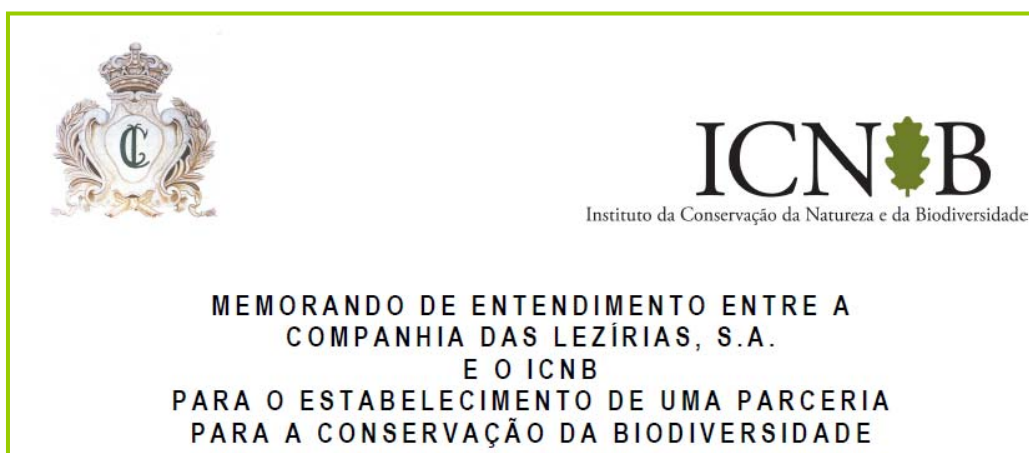 CL
ICNB
Instituto da Conservação da Natureza e da Biodiversidade
MEMORANDO DE ENTENDIMENTO ENTRE A
COMPANHIA DAS LEZÍRIAS, S.A.
E O ICNB
PARA O ESTABELECIMENTO DE UMA PARCERIA
PARA A CONSERVAÇÃO DA BIODIVERSIDADE